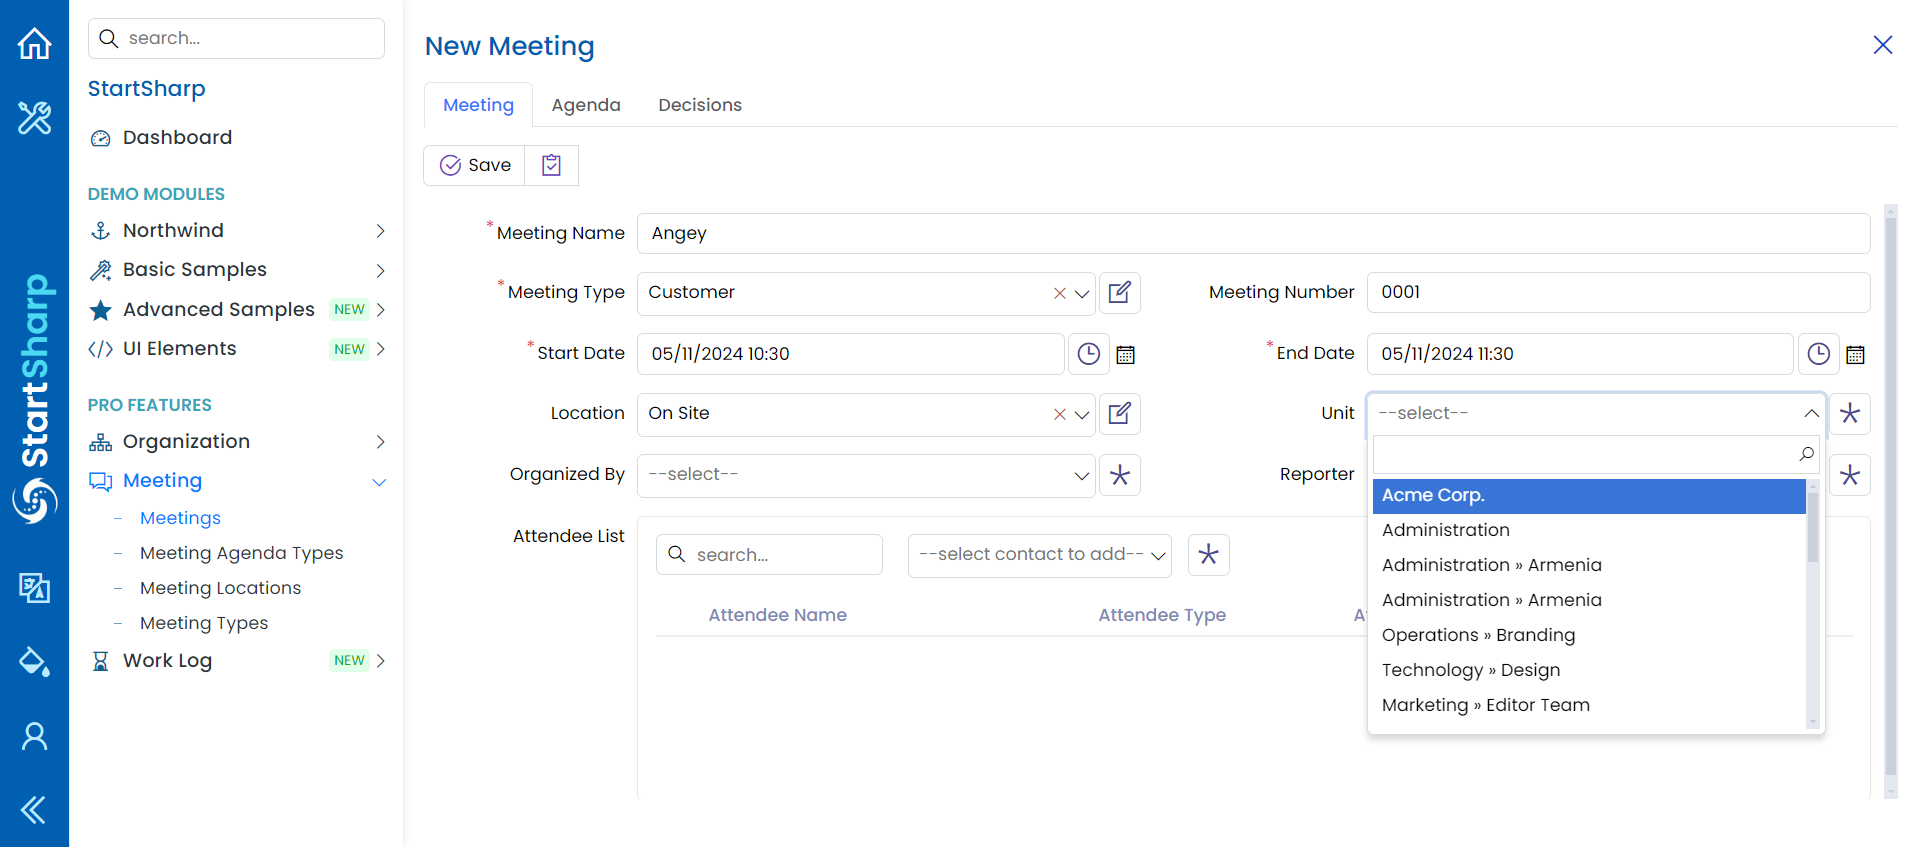 search...
StartSharp
Dashboard
DEMO MODULES
Northwind
Basic Samples
Advanced Samples NEW
UI Elements NEW
PRO FEATURES
Organization
Meeting
Meetings
Meeting Agenda Types
Meeting Locations
Meeting Types
Work Log NEW
StartSharp
New Meeting
Meeting Agenda Decisions
Save
* Meeting Name Angey
* Meeting Type Customer Meeting Number 0001
* Start Date 05/11/2024 10:30 * End Date 05/11/2024 11:30
Location On Site Unit --select--
Organized By --select-- Reporter
Acme Corp.
Administration
Administration » Armenia
Administration » Armenia
Operations » Branding
Technology » Design
Marketing » Editor Team
Attendee List search... --select contact to add--
Attendee Name Attendee Type